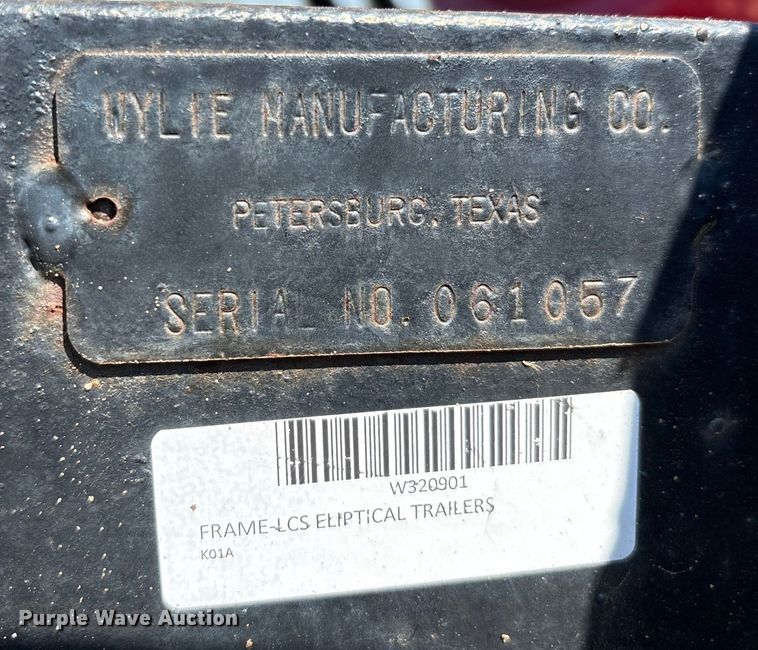 WYLIE MANUFACTURING CO.
PETERSBURG, TEXAS
SERIAL NO. 061057
W320901
FRAME-LCS ELIPTICAL TRAILERS
K01A
Purple Wave Auction